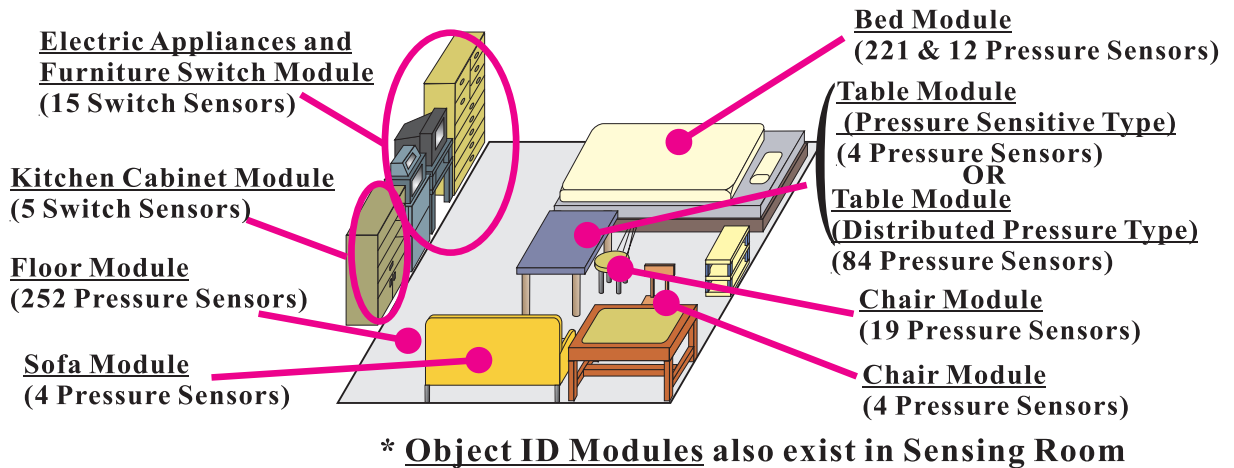 Electric Appliances and
Furniture Switch Module
(15 Switch Sensors)
Kitchen Cabinet Module
(5 Switch Sensors)
Floor Module
(252 Pressure Sensors)
Sofa Module
(4 Pressure Sensors)
Bed Module
(221 & 12 Pressure Sensors)
Table Module
(Pressure Sensitive Type)
(4 Pressure Sensors)
OR
Table Module
(Distributed Pressure Type)
(84 Pressure Sensors)
Chair Module
(19 Pressure Sensors)
Chair Module
(4 Pressure Sensors)
* Object ID Modules also exist in Sensing Room